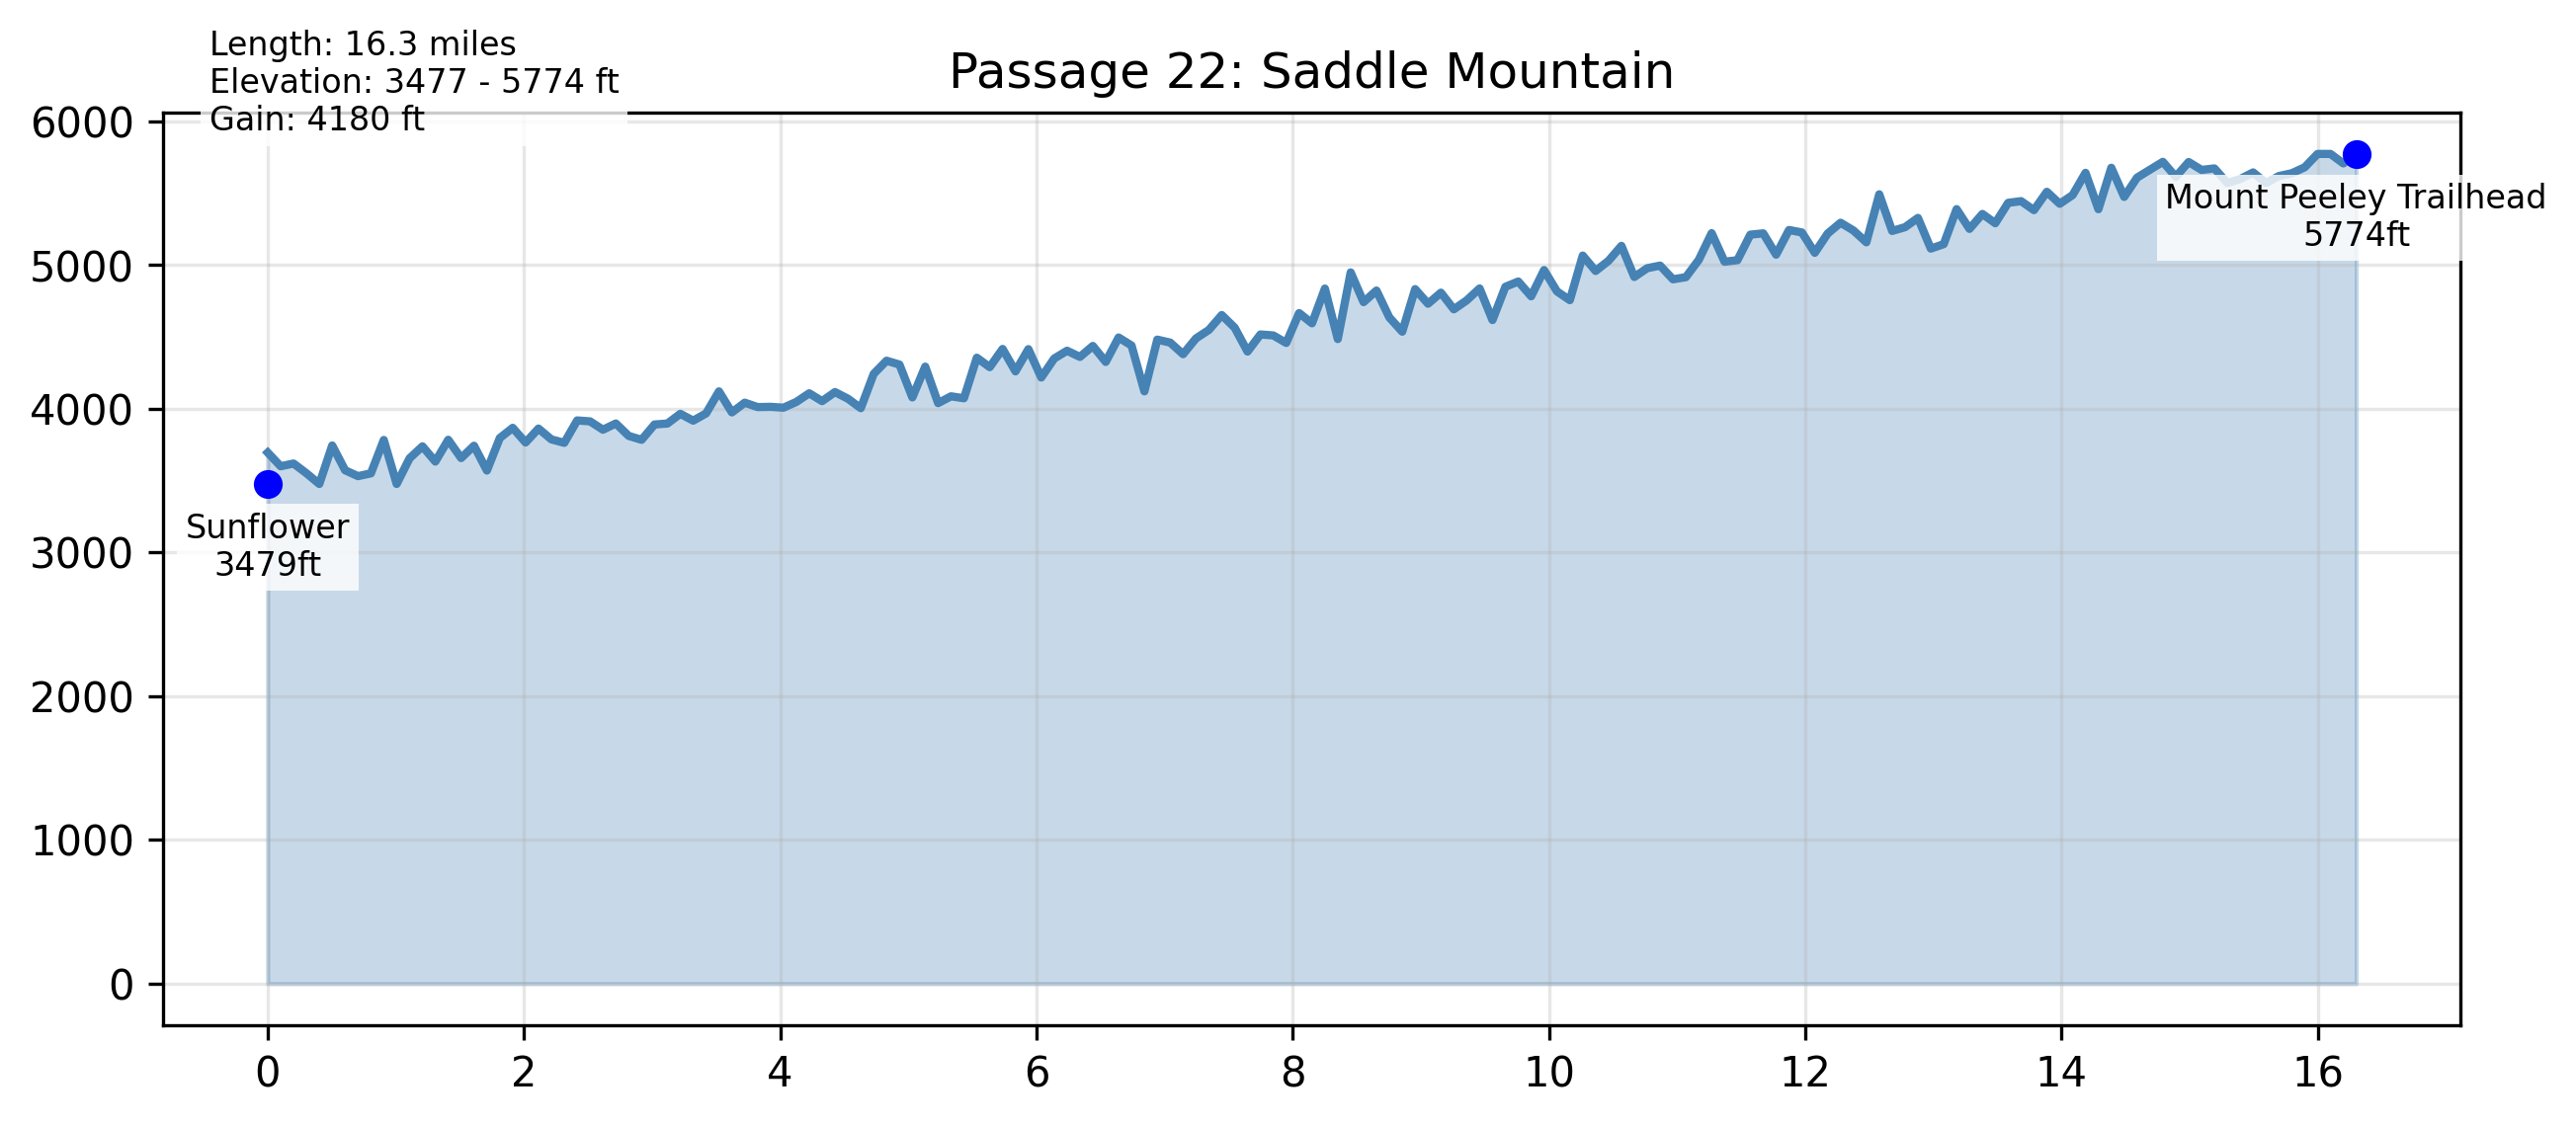 Length: 16.3 miles
Elevation: 3477 - 5774 ft
Gain: 4180 ft
Passage 22: Saddle Mountain
6000
5000
4000
3000
2000
1000
0
Mount Peeley Trailhead
5774ft
Sunflower
3479ft
0 2 4 6 8 10 12 14 16